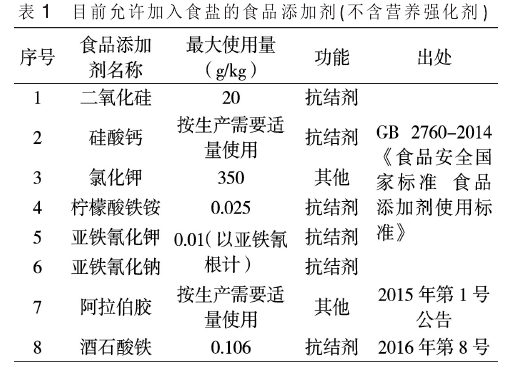 表 1 目前允许加入食盐的食品添加剂(不含营养强化剂)
序号 食品添加剂名称 最大使用量(g/kg) 功能 出处
1 二氧化硅 20 抗结剂
2 硅酸钙 按生产需要适量使用 抗结剂 GB 2760-2014《食品安全国家标准 食品添加剂使用标准》
3 氯化钾 350 其他
4 柠檬酸铁铵 0.025 抗结剂
5 亚铁氰化钾 0.01(以亚铁氰根计) 抗结剂
6 亚铁氰化钠 抗结剂
7 阿拉伯胶 按生产需要适量使用 其他 2015 年第 1 号公告
8 酒石酸铁 0.106 抗结剂 2016 年第 8 号